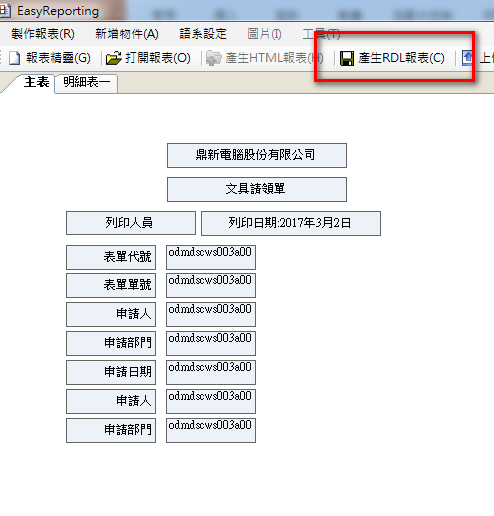 EasyReporting
製作報表(R) 新增物件(A) 語系設定 圖片(I) 工具(T)
報表精靈(G) 打開報表(O) 產生HTML報表(H) 產生RDL報表(C) 上
主表 明細表一
鼎新電腦股份有限公司
文具請領單
列印人員 列印日期:2017年3月2日
表單代號 odmdscws003a00
表單單號 odmdscws003a00
申請人 odmdscws003a00
申請部門 odmdscws003a00
申請日期 odmdscws003a00
申請人 odmdscws003a00
申請部門 odmdscws003a00